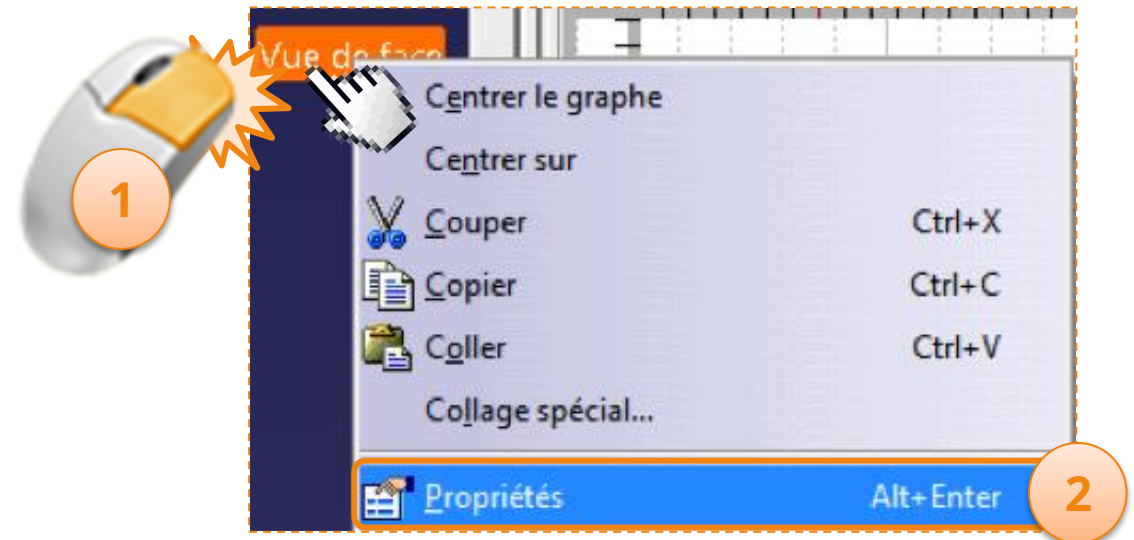 Vue de face
Centrer le graphe
Centrer sur
Couper Ctrl+X
1
Copier Ctrl+C
Coller Ctrl+V
Collage spécial...
Propriétés Alt+Enter
2